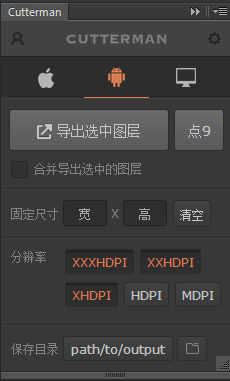 Cutterman
CUTTERMAN
导出选中图层 点9
合并导出选中的图层
固定尺寸 宽 X 高 清空
分辨率 XXXHDPI XXHDPI
XHDPI HDPI MDPI
保存目录 path/to/output